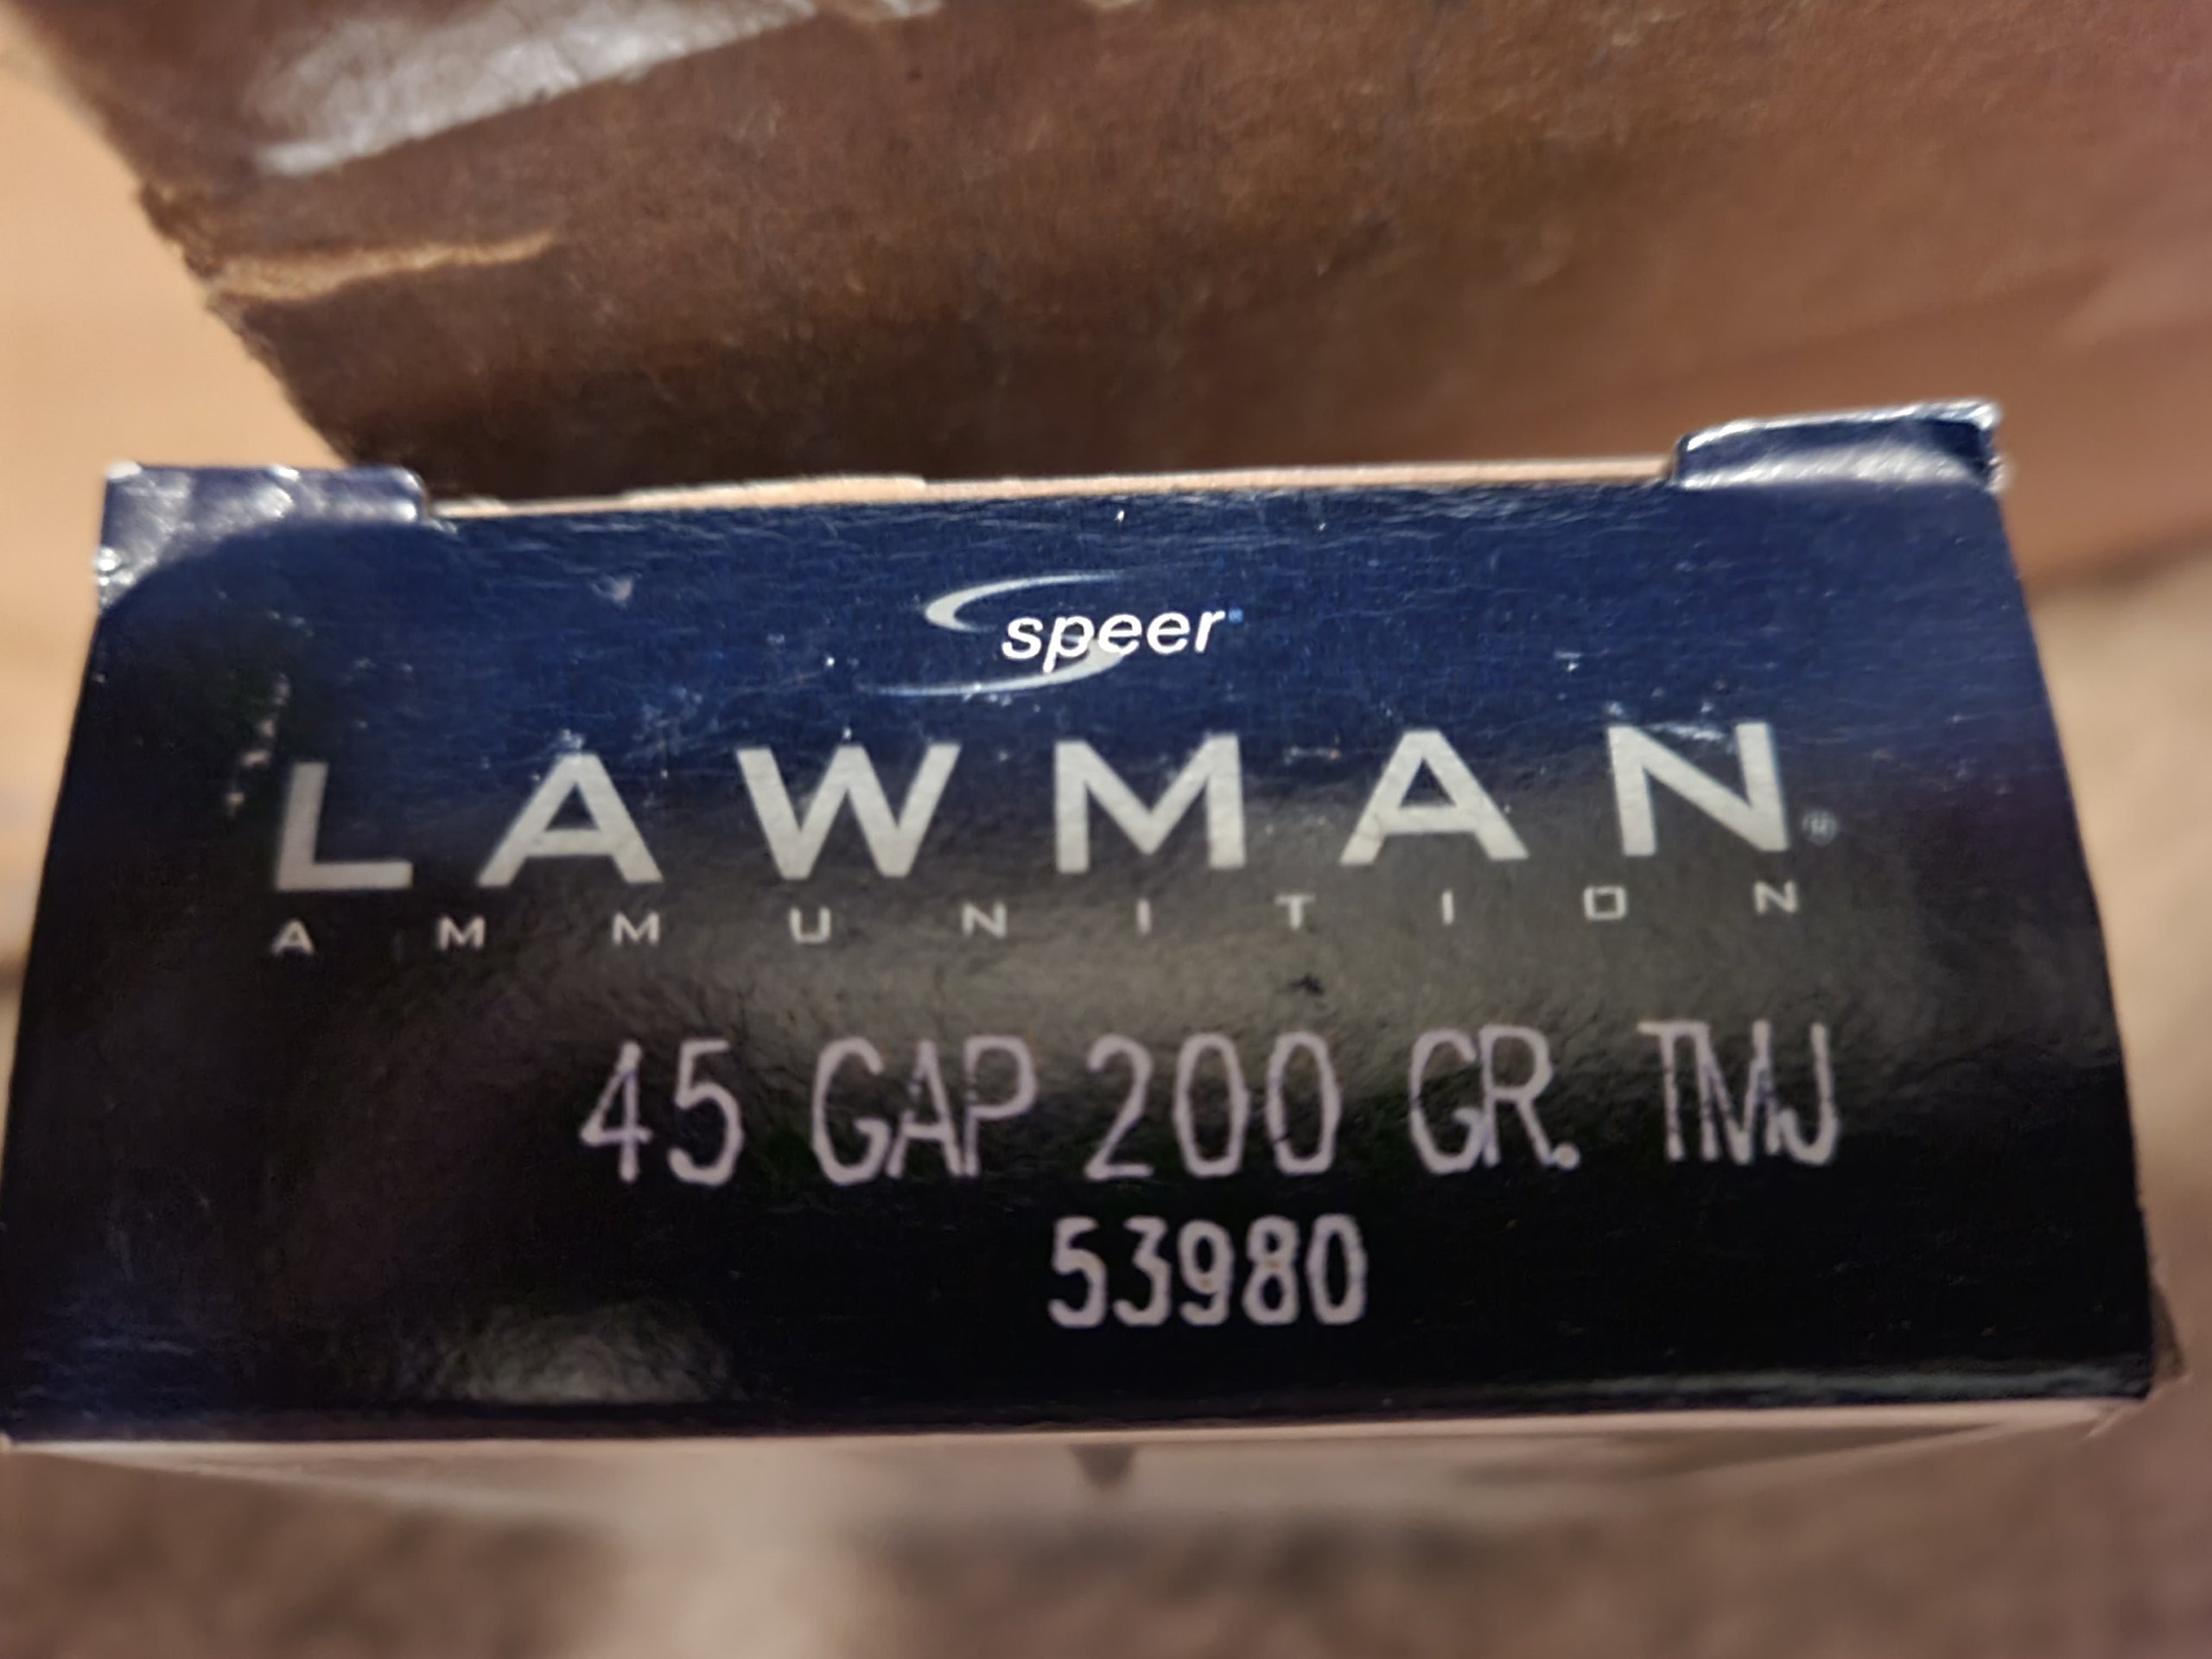 speer
LAWMAN®
AMMUNITION
45 GAP 200 GR. TMJ
53980